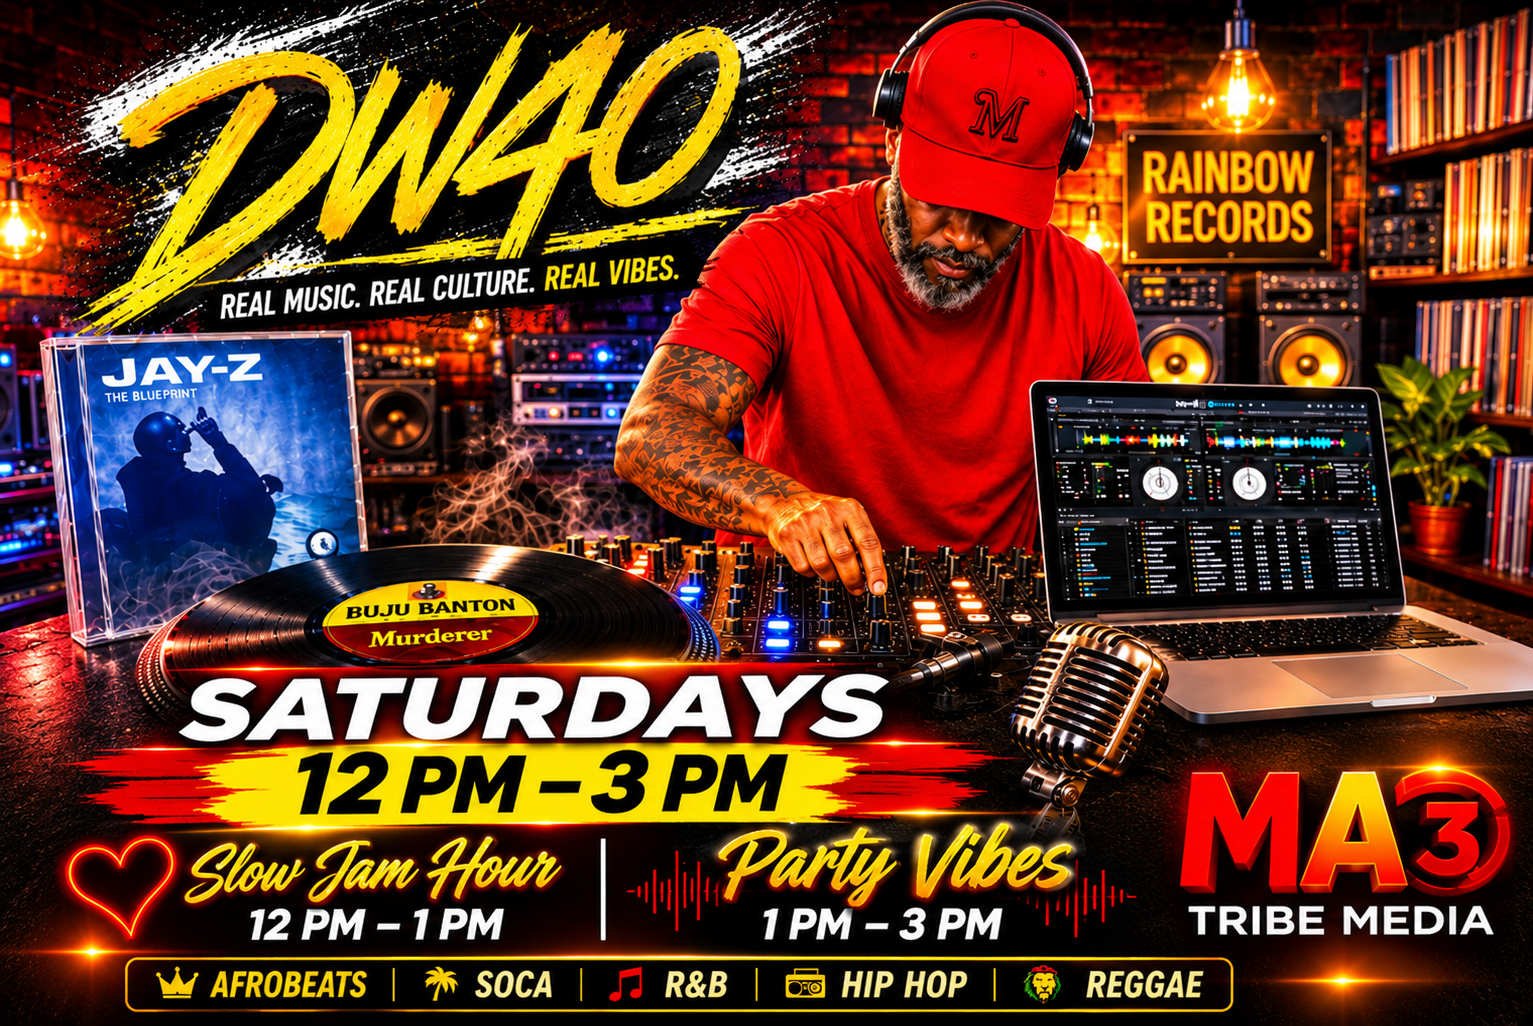 DW40
REAL MUSIC. REAL CULTURE. REAL VIBES.
M
RAINBOW
RECORDS
JAY-Z
THE BLUEPRINT
BUJU BANTON
Murderer
SATURDAYS
12 PM – 3 PM
Slow Jam Hour
12 PM – 1 PM
Party Vibes
1 PM – 3 PM
MA3
TRIBE MEDIA
AFROBEATS
SOCA
R&B
HIP HOP
REGGAE